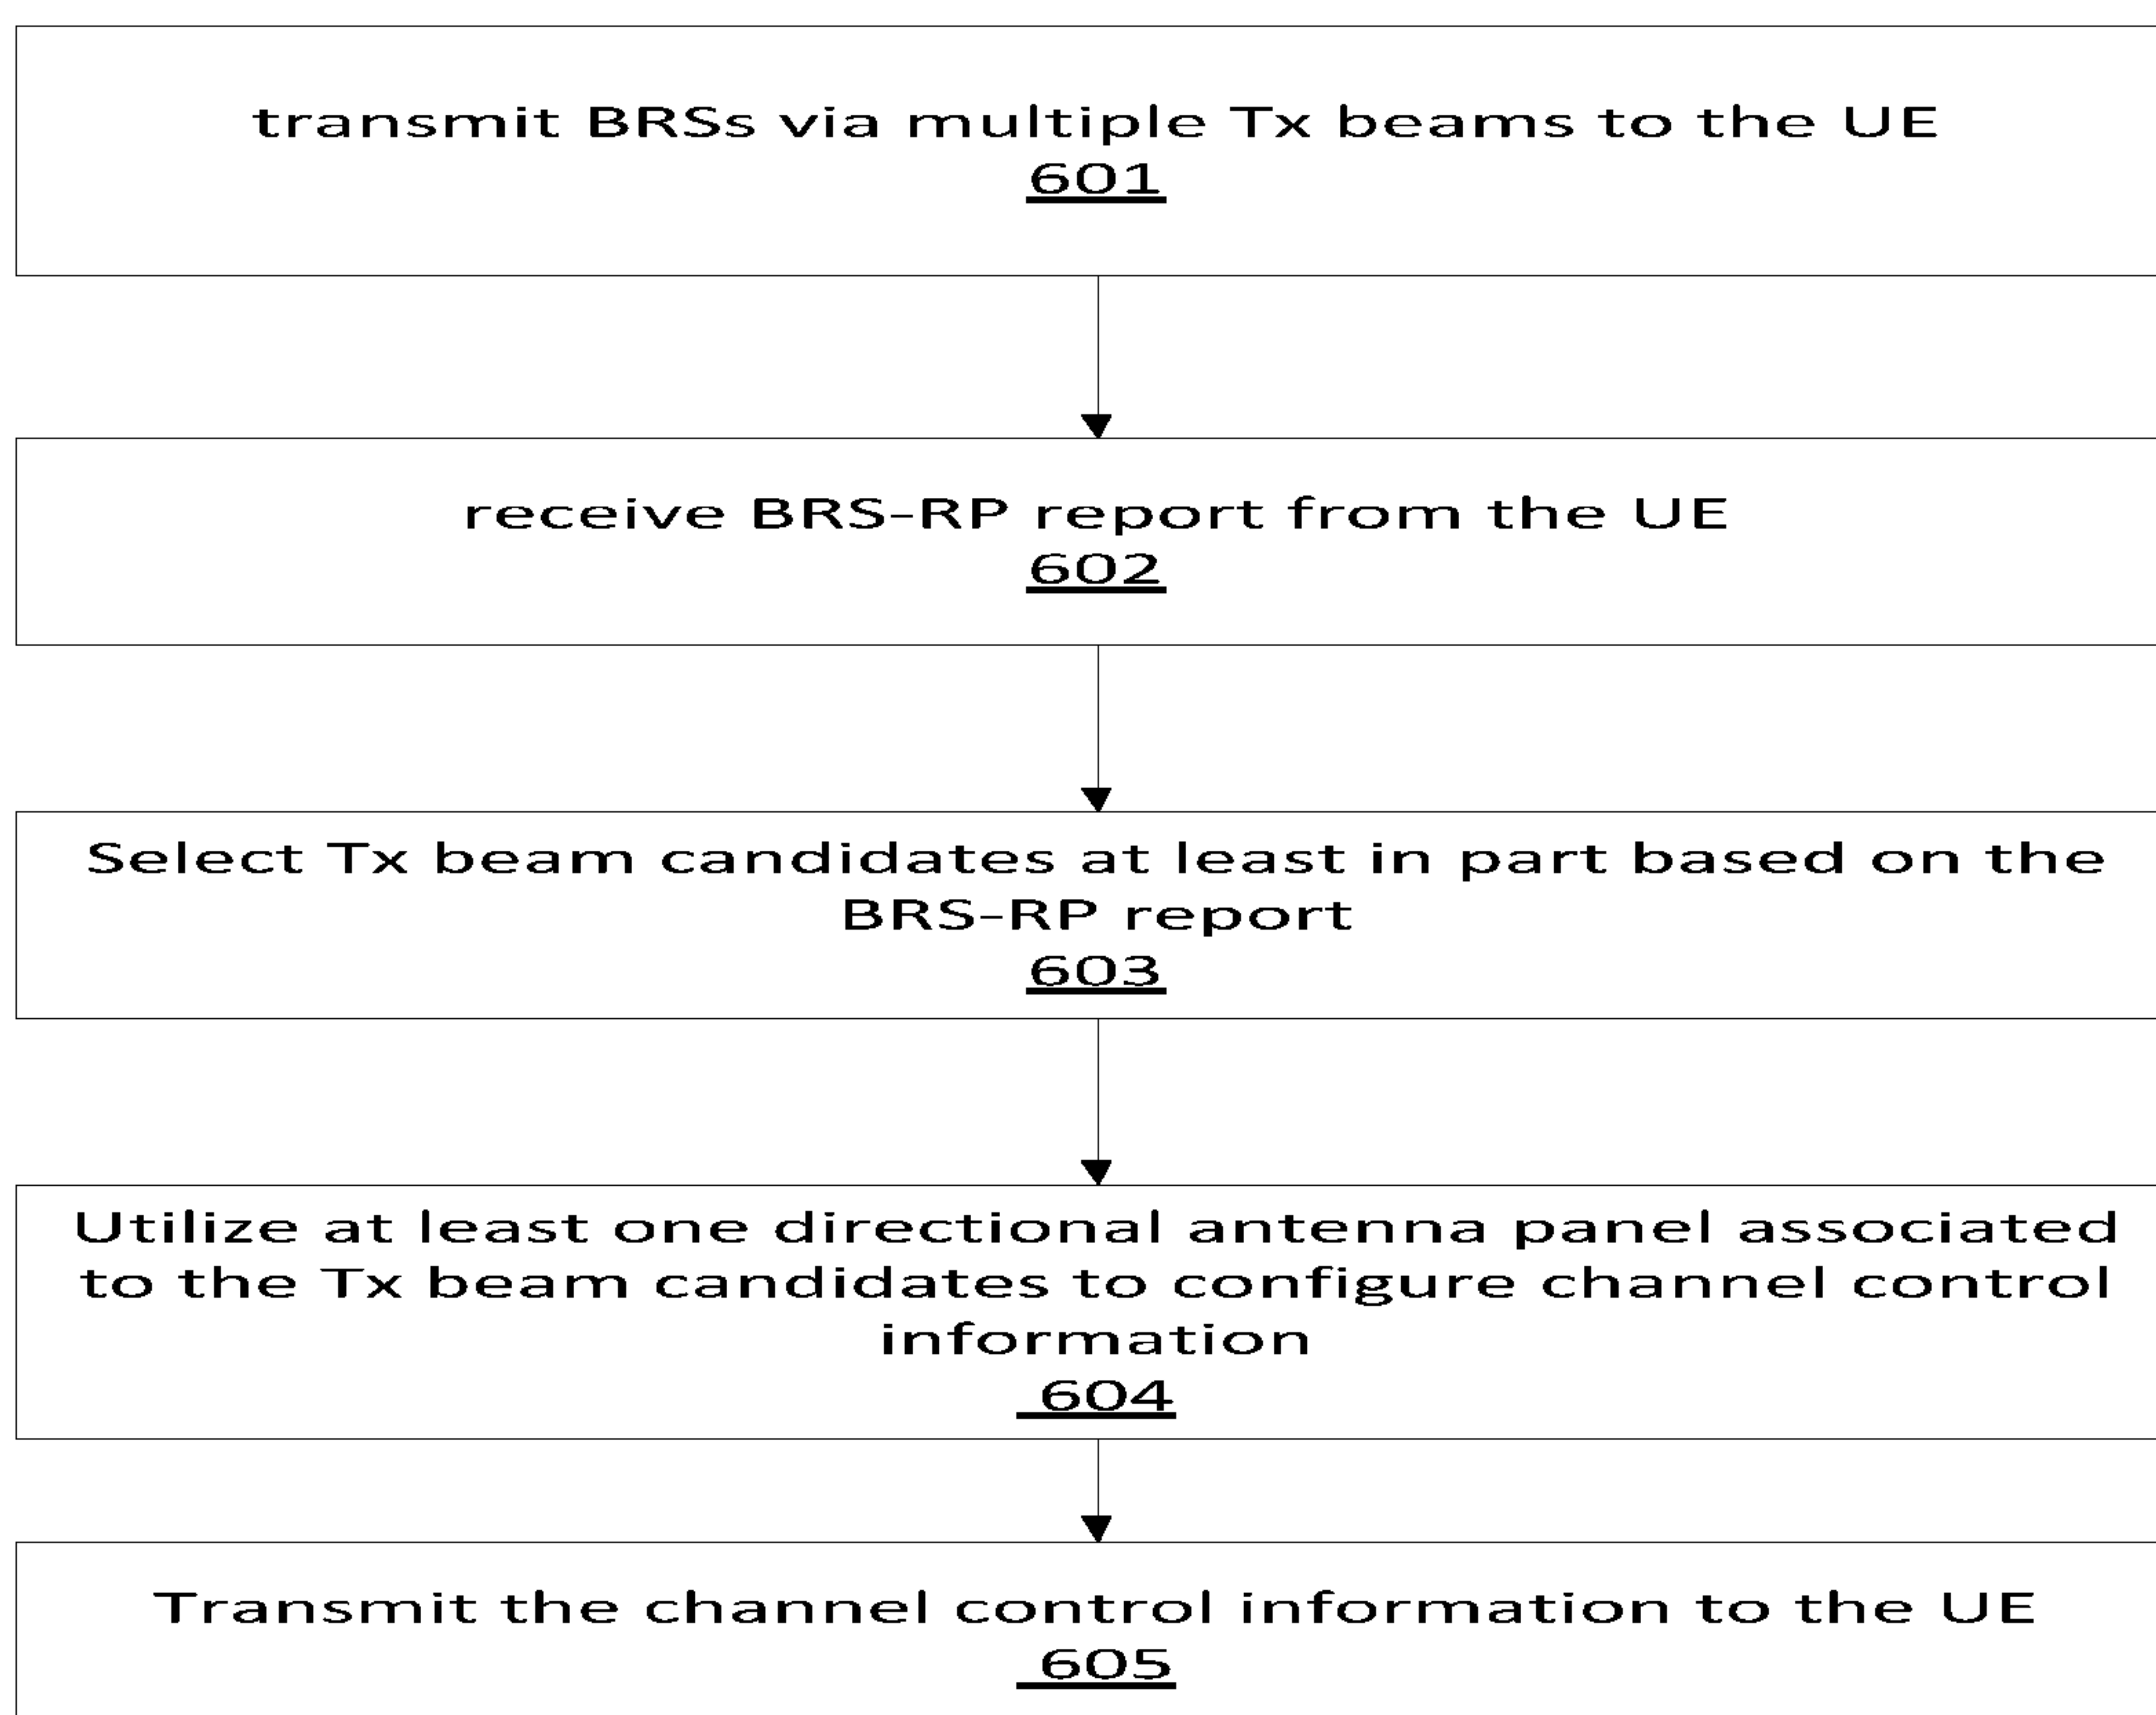 transmit BRSs via multiple Tx beams to the UE
601
receive BRS-RP report from the UE
602
Select Tx beam candidates at least in part based on the
BRS-RP report
603
Utilize at least one directional antenna panel associated
to the Tx beam candidates to configure channel control
information
604
Transmit the channel control information to the UE
605